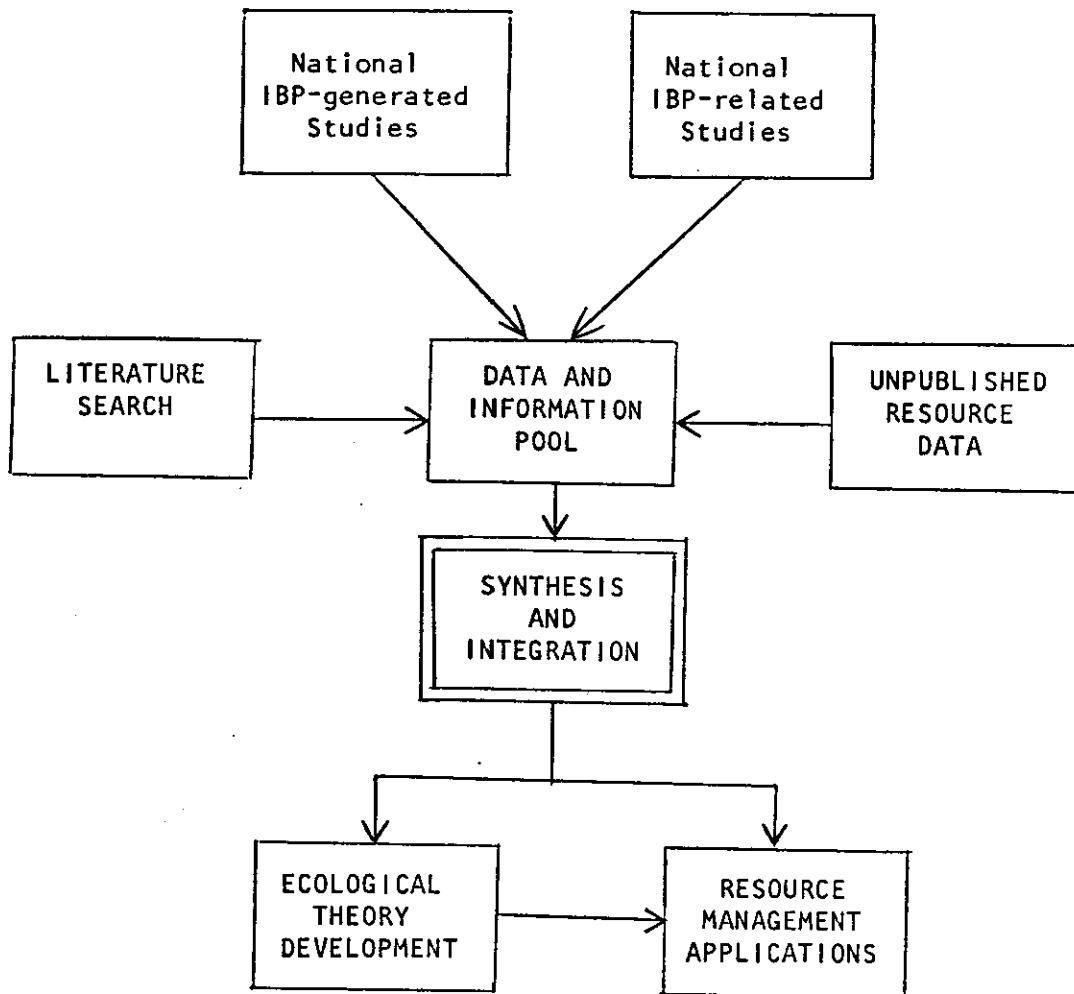 National
IBP-generated
Studies
National
IBP-related
Studies
LITERATURE
SEARCH
DATA AND
INFORMATION
POOL
UNPUBLISHED
RESOURCE
DATA
SYNTHESIS
AND
INTEGRATION
ECOLOGICAL
THEORY
DEVELOPMENT
RESOURCE
MANAGEMENT
APPLICATIONS